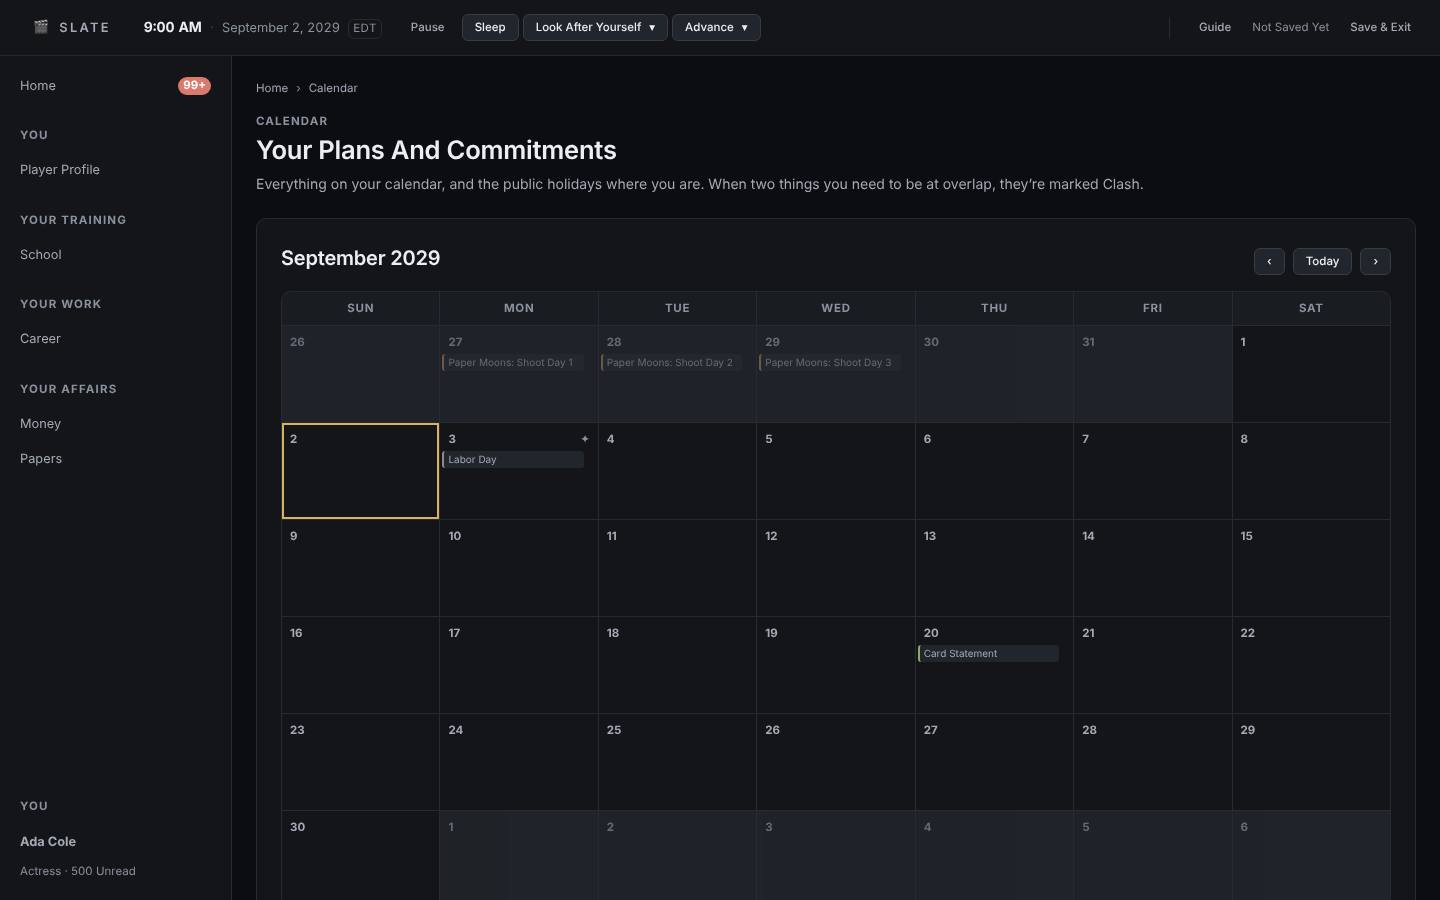 SLATE
9:00 AM · September 2, 2029 EDT
Pause
Sleep
Look After Yourself ▾
Advance ▾
Guide
Not Saved Yet
Save & Exit
Home 99+
YOU
Player Profile
YOUR TRAINING
School
YOUR WORK
Career
YOUR AFFAIRS
Money
Papers
YOU
Ada Cole
Actress · 500 Unread
Home › Calendar
CALENDAR
Your Plans And Commitments
Everything on your calendar, and the public holidays where you are. When two things you need to be at overlap, they’re marked Clash.
September 2029
‹ Today ›
SUN MON TUE WED THU FRI SAT
26 27 28 29 30 31 1
Paper Moons: Shoot Day 1 Paper Moons: Shoot Day 2 Paper Moons: Shoot Day 3
2 3 ✦ 4 5 6 7 8
Labor Day
9 10 11 12 13 14 15
16 17 18 19 20 21 22
Card Statement
23 24 25 26 27 28 29
30 1 2 3 4 5 6